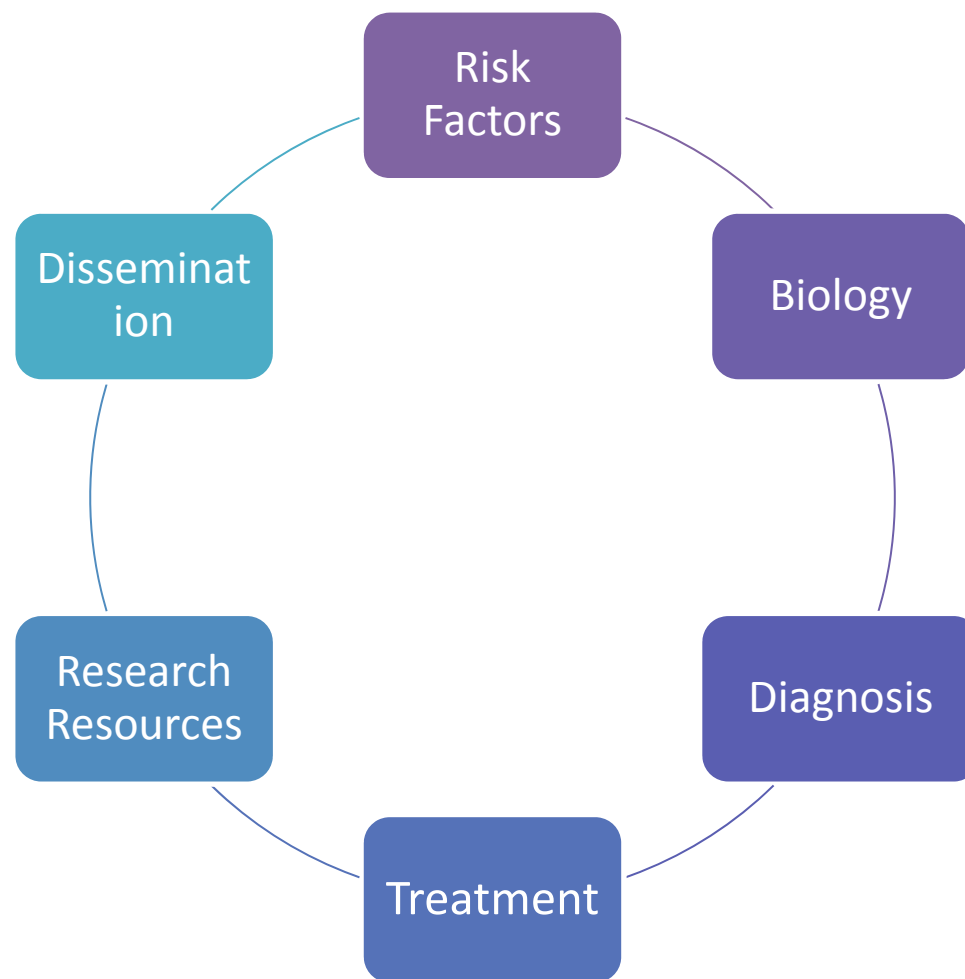 Risk
Factors
Biology
Diagnosis
Treatment
Research
Resources
Disseminat
ion